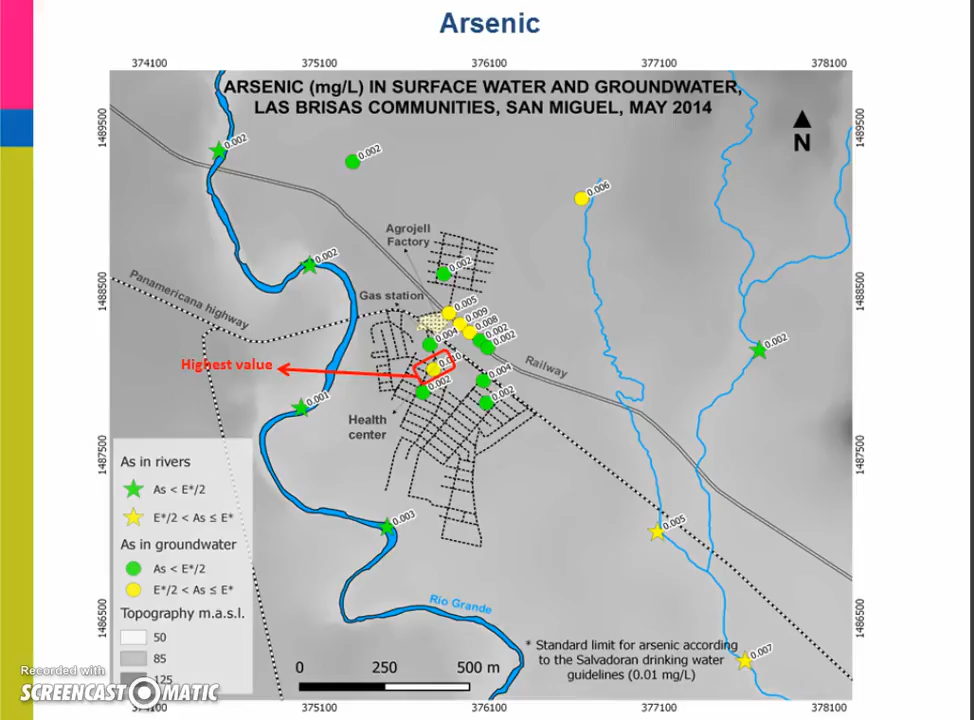 Arsenic
374100 375100 376100 377100 378100
ARSENIC (mg/L) IN SURFACE WATER AND GROUNDWATER,
LAS BRISAS COMMUNITIES, SAN MIGUEL, MAY 2014
1489500
1489500
N
0.002
0.002
0.006
Agrojell
Factory
0.002
0.002
1488500
1488500
Panamericana highway
Gas station
0.005
0.009
0.008
0.002
0.002
0.004
0.002
Highest value
0.010
Railway
0.004
0.002
0.002
0.001
Health
center
1487500
1487500
As in rivers
As < E*/2
E*/2 < As ≤ E*
As in groundwater
As < E*/2
E*/2 < As ≤ E*
Topography m.a.s.l.
50
85
125
0.003
0.005
Rio Grande
1486500
1486500
0.007
* Standard limit for arsenic according
to the Salvadoran drinking water
guidelines (0.01 mg/L)
0 250 500 m
Recorded with
SCREENCAST MATIC
374100 375100 376100 377100 378100